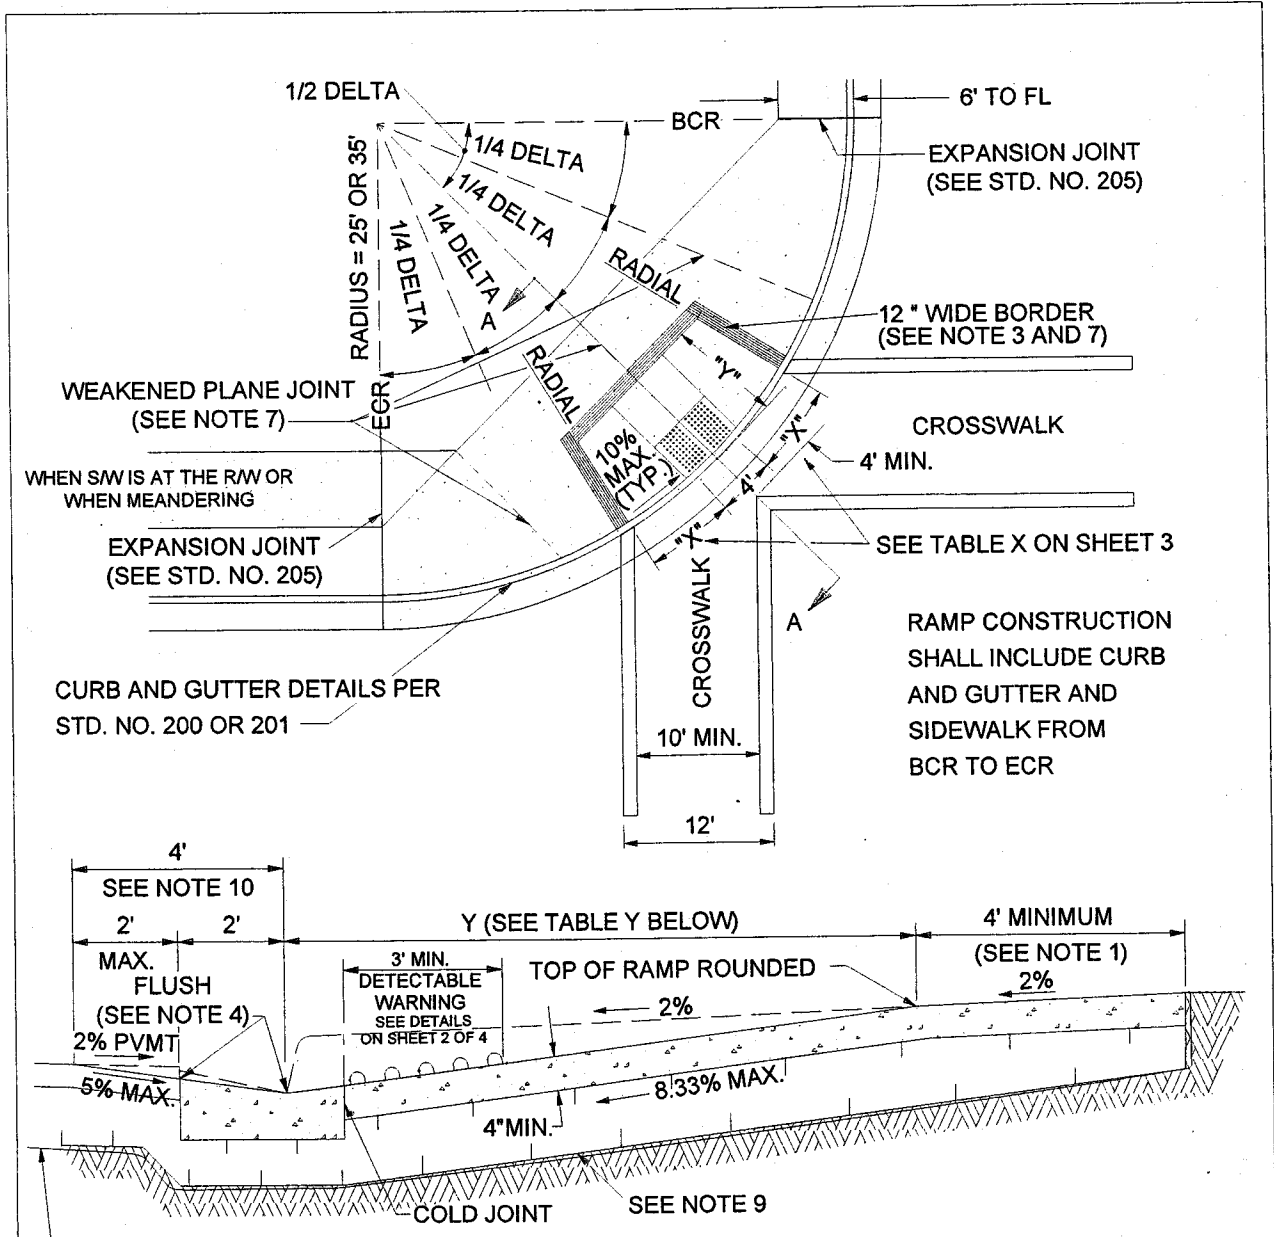 1/2 DELTA
BCR
6' TO FL
1/4 DELTA
EXPANSION JOINT
(SEE STD. NO. 205)
1/4 DELTA
1/4 DELTA
1/4 DELTA
RADIUS = 25' OR 35'
A
RADIAL
12 " WIDE BORDER
(SEE NOTE 3 AND 7)
RADIAL
"Y"
WEAKENED PLANE JOINT
(SEE NOTE 7)
ECR
CROSSWALK
"X"
4' MIN.
10%
MAX.
(TYP.)
4'
WHEN S/W IS AT THE R/W OR
WHEN MEANDERING
"X"
SEE TABLE X ON SHEET 3
EXPANSION JOINT
(SEE STD. NO. 205)
CROSSWALK
A
RAMP CONSTRUCTION
SHALL INCLUDE CURB
AND GUTTER AND
SIDEWALK FROM
BCR TO ECR
CURB AND GUTTER DETAILS PER
STD. NO. 200 OR 201
10' MIN.
12'
4'
SEE NOTE 10
2'
2'
MAX.
Y (SEE TABLE Y BELOW)
4' MINIMUM
(SEE NOTE 1)
FLUSH
(SEE NOTE 4)
3' MIN.
DETECTABLE
WARNING
SEE DETAILS
ON SHEET 2 OF 4
TOP OF RAMP ROUNDED
2%
2%
2% PVMT
5% MAX.
8.33% MAX.
4" MIN.
SEE NOTE 9
COLD JOINT